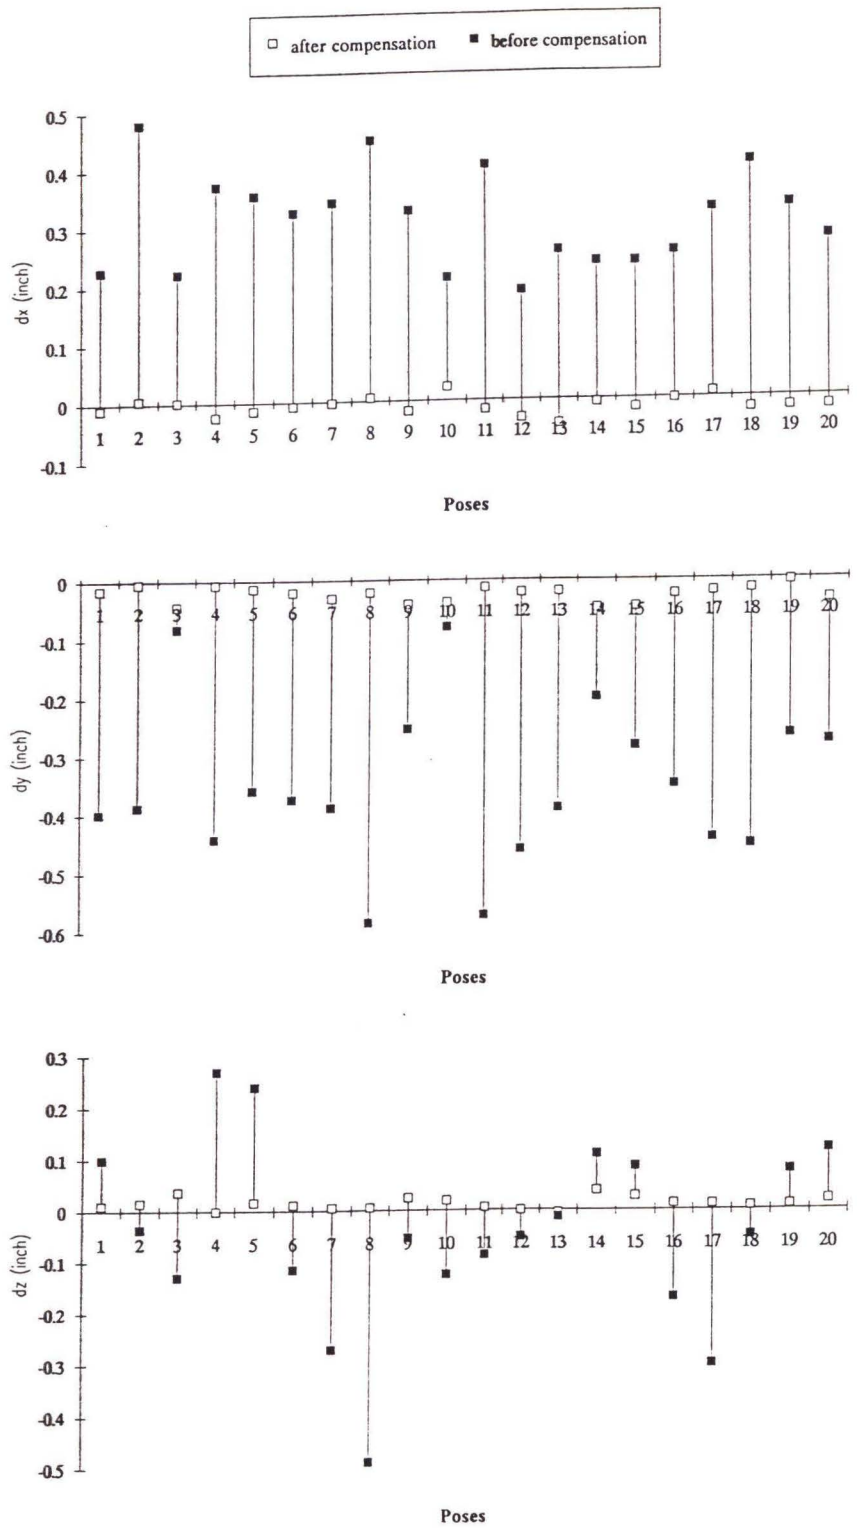 □ after compensation ■ before compensation
0.5
0.4
0.3
0.2
0.1
0
-0.1
dx (inch)
1 2 3 4 5 6 7 8 9 10 11 12 13 14 15 16 17 18 19 20
Poses
0
-0.1
-0.2
-0.3
-0.4
-0.5
-0.6
dy (inch)
1 2 3 4 5 6 7 8 9 10 11 12 13 14 15 16 17 18 19 20
Poses
0.3
0.2
0.1
0
-0.1
-0.2
-0.3
-0.4
-0.5
dz (inch)
1 2 3 4 5 6 7 8 9 10 11 12 13 14 15 16 17 18 19 20
Poses